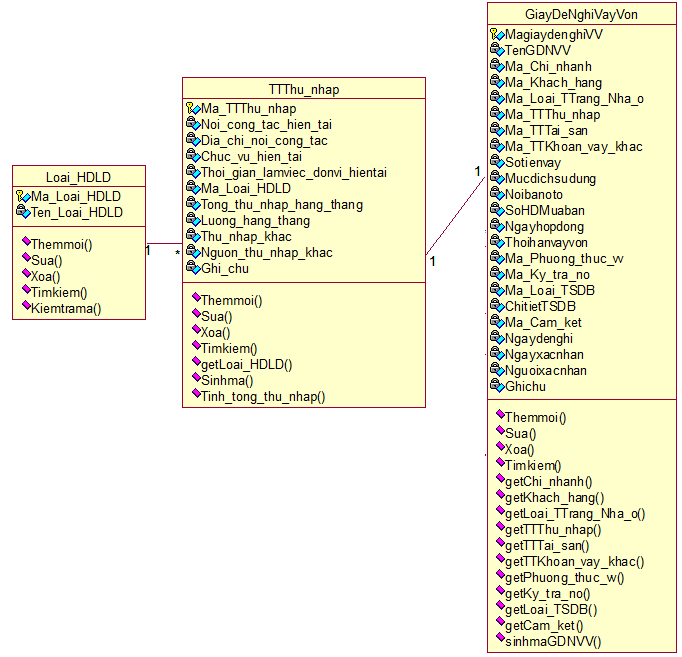 Loai_HDLD
Ma_Loai_HDLD
Ten_Loai_HDLD
Themmoi()
Sua()
Xoa()
Timkiem()
Kiemtrama()
1
*
TTThu_nhap
Ma_TTThu_nhap
Noi_cong_tac_hien_tai
Dia_chi_noi_cong_tac
Chuc_vu_hien_tai
Thoi_gian_lamviec_donvi_hientai
Ma_Loai_HDLD
Tong_thu_nhap_hang_thang
Luong_hang_thang
Thu_nhap_khac
Nguon_thu_nhap_khac
Ghi_chu
Themmoi()
Sua()
Xoa()
Timkiem()
getLoai_HDLD()
Sinhma()
Tinh_tong_thu_nhap()
1
1
GiayDeNghiVayVon
MagiaydenghiVV
TenGDNVV
Ma_Chi_nhanh
Ma_Khach_hang
Ma_Loai_TTrang_Nha_o
Ma_TTThu_nhap
Ma_TTTai_san
Ma_TTKhoan_vay_khac
Sotienvay
Mucdichsudung
Noibanoto
SoHDMuaban
Ngayhopdong
Thoihanvayvon
Ma_Phuong_thuc_w
Ma_Ky_tra_no
Ma_Loai_TSDB
ChitietTSDB
Ma_Cam_ket
Ngaydenghi
Ngayxacnhan
Nguoixacnhan
Ghichu
Themmoi()
Sua()
Xoa()
Timkiem()
getChi_nhanh()
getKhach_hang()
getLoai_TTrang_Nha_o()
getTTThu_nhap()
getTTTai_san()
getTTKhoan_vay_khac()
getPhuong_thuc_w()
getKy_tra_no()
getLoai_TSDB()
getCam_ket()
sinhmaGDNVV()